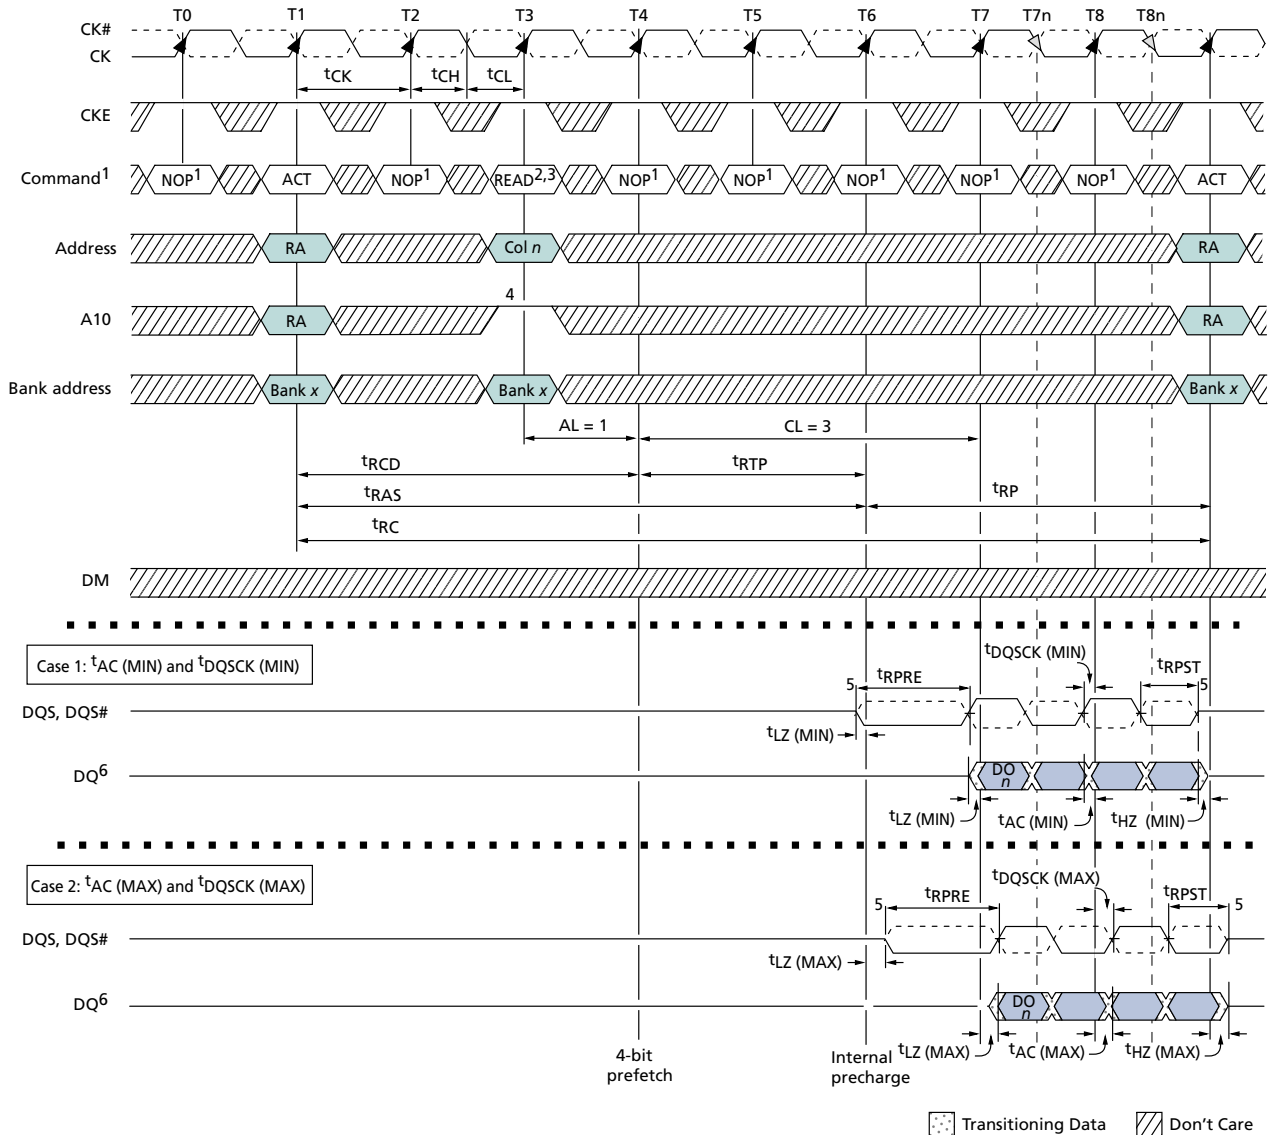 T0 T1 T2 T3 T4 T5 T6 T7 T7n T8 T8n
CK#
CK
tCK tCH tCL
CKE
Command1 NOP1 ACT NOP1 READ2,3 NOP1 NOP1 NOP1 NOP1 NOP1 ACT
Address RA Col n RA
4
A10 RA RA
Bank address Bank x Bank x Bank x
AL = 1 CL = 3
tRCD tRTP
tRAS tRP
tRC
DM
Case 1: tAC (MIN) and tDQSCK (MIN)
tDQSCK (MIN)
5 tRPRE tRPST 5
DQS, DQS#
tLZ (MIN)
DQ6 DO
n
tLZ (MIN) tAC (MIN) tHZ (MIN)
Case 2: tAC (MAX) and tDQSCK (MAX)
tDQSCK (MAX)
5 tRPRE tRPST 5
DQS, DQS#
tLZ (MAX)
DQ6 DO
n
tLZ (MAX) tAC (MAX) tHZ (MAX)
4-bit
prefetch
Internal
precharge
Transitioning Data Don't Care